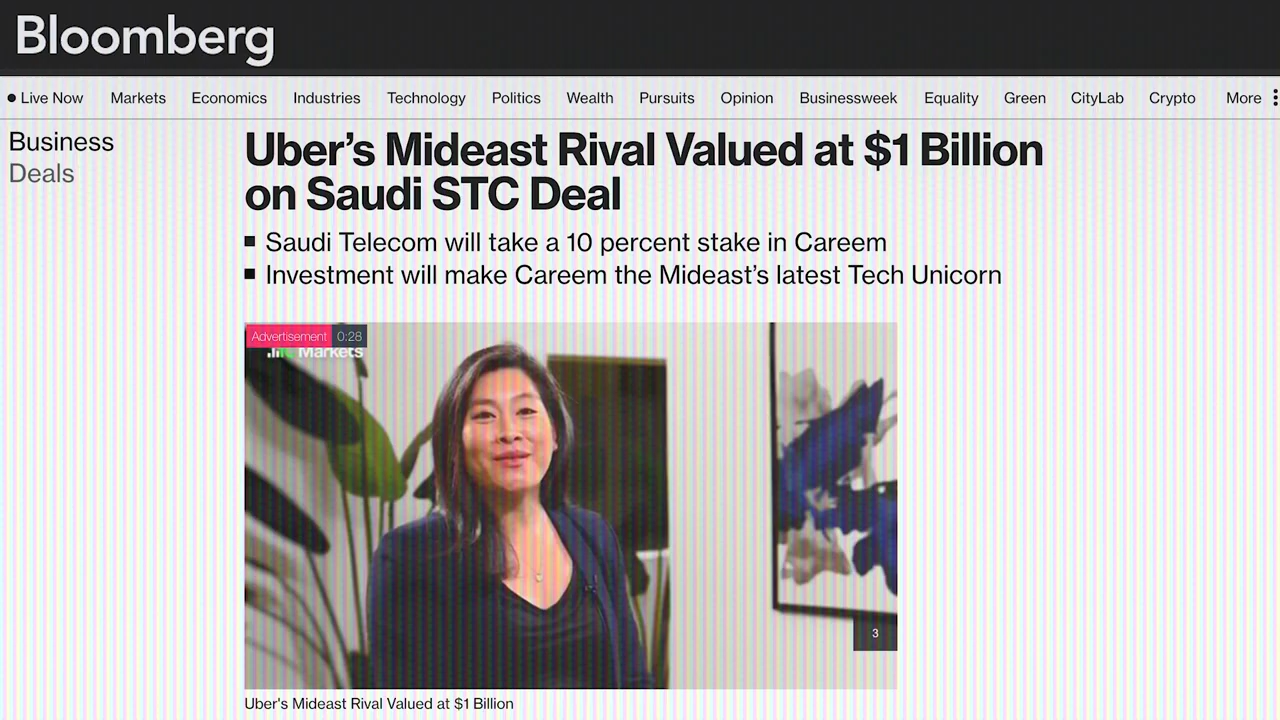 Bloomberg
Live Now Markets Economics Industries Technology Politics Wealth Pursuits Opinion Businessweek Equality Green CityLab Crypto More
Business
Deals
Uber's Mideast Rival Valued at $1 Billion
on Saudi STC Deal
Saudi Telecom will take a 10 percent stake in Careem
Investment will make Careem the Mideast's latest Tech Unicorn
Advertisement 0:28
Markets
3
Uber's Mideast Rival Valued at $1 Billion